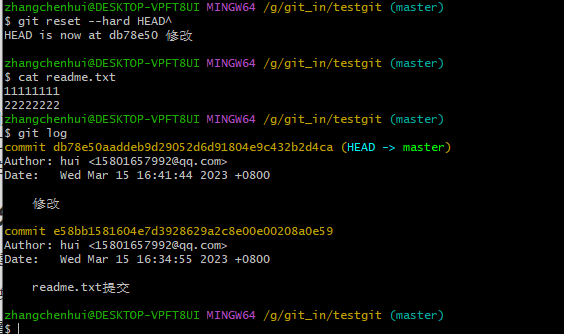 zhangchenhui@DESKTOP-VPFT8UI MINGW64 /g/git_in/testgit (master)
$ git reset --hard HEAD^
HEAD is now at db78e50 修改
zhangchenhui@DESKTOP-VPFT8UI MINGW64 /g/git_in/testgit (master)
$ cat readme.txt
11111111
22222222
zhangchenhui@DESKTOP-VPFT8UI MINGW64 /g/git_in/testgit (master)
$ git log
commit db78e50aaddeb9d29052d6d91804e9c432b2d4ca (HEAD -> master)
Author: hui <15801657992@qq.com>
Date:   Wed Mar 15 16:41:44 2023 +0800
修改
commit e58bb1581604e7d3928629a2c8e00e00208a0e59
Author: hui <15801657992@qq.com>
Date:   Wed Mar 15 16:34:55 2023 +0800
readme.txt提交
zhangchenhui@DESKTOP-VPFT8UI MINGW64 /g/git_in/testgit (master)
$